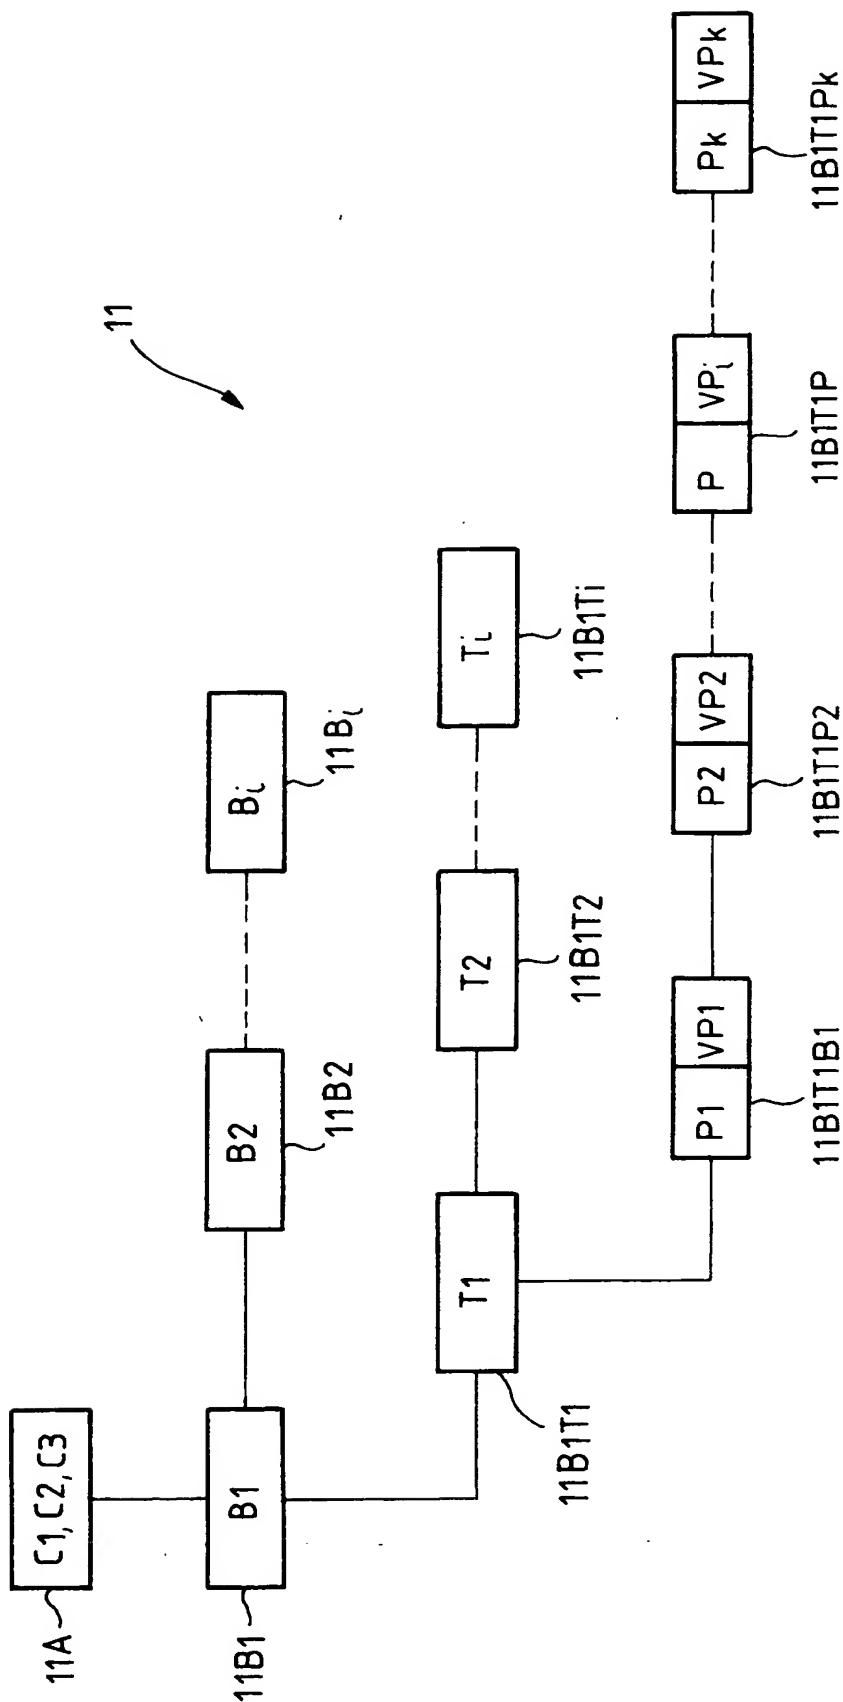 11
C1, C2, C3
11A
B1
11B1
B2
11B2
Bi
11Bi
T1
11B1T1
T2
11B1T2
Ti
11B1Ti
P1 VP1
11B1T1B1
P2 VP2
11B1T1P2
P VPi
11B1T1P
Pk VPk
11B1T1Pk